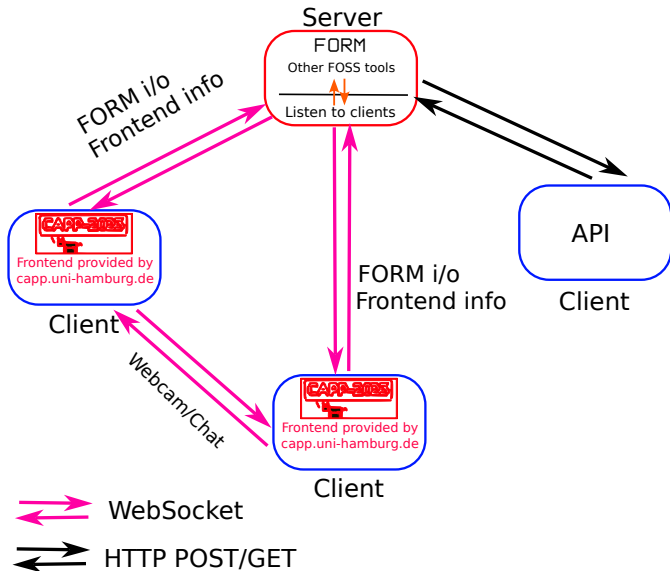 Server
FORM
Other FOSS tools
Listen to clients
FORM i/o
Frontend info
CAPP-2023
Frontend provided by
capp.uni-hamburg.de
Client
API
Client
FORM i/o
Frontend info
Webcam/Chat
CAPP-2023
Frontend provided by
capp.uni-hamburg.de
Client
WebSocket
HTTP POST/GET